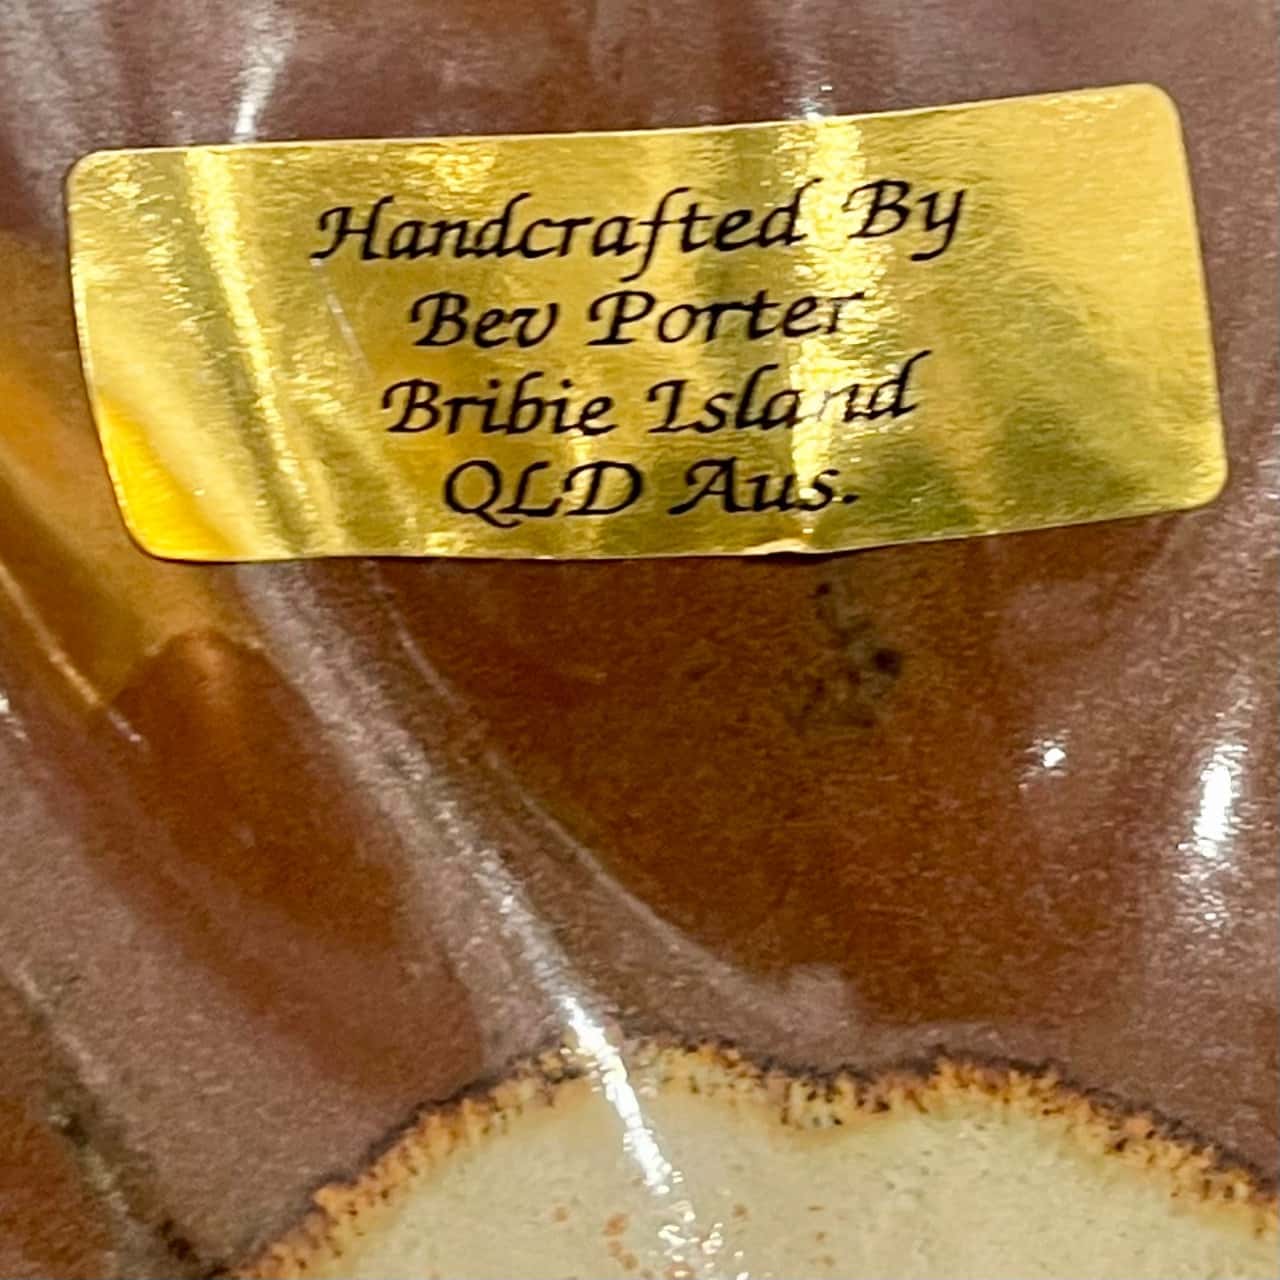 Handcrafted By
Bev Porter
Bribie Island
QLD Aus.